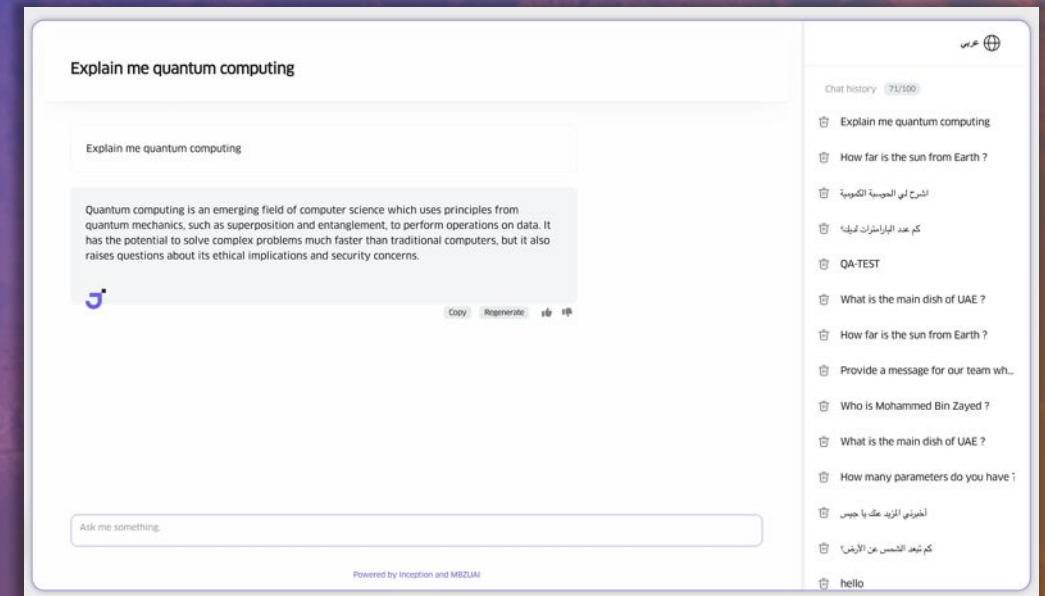 Explain me quantum computing
Explain me quantum computing
Quantum computing is an emerging field of computer science which uses principles from
quantum mechanics, such as superposition and entanglement, to perform operations on data. It
has the potential to solve complex problems much faster than traditional computers, but it also
raises questions about its ethical implications and security concerns.
Copy Regenerate
Ask me something.
Powered by Inception and MBZUAI
عربي
Chat history 71/100
Explain me quantum computing
How far is the sun from Earth ?
اشرح لي الحوسبة الكمومية
كم عدد البارامترات لديك؟
QA-TEST
What is the main dish of UAE ?
How far is the sun from Earth ?
Provide a message for our team wh...
Who is Mohammed Bin Zayed ?
What is the main dish of UAE ?
How many parameters do you have ?
أخبرني المزيد عنك يا جيس
كم تبعد الشمس عن الأرض؟
hello